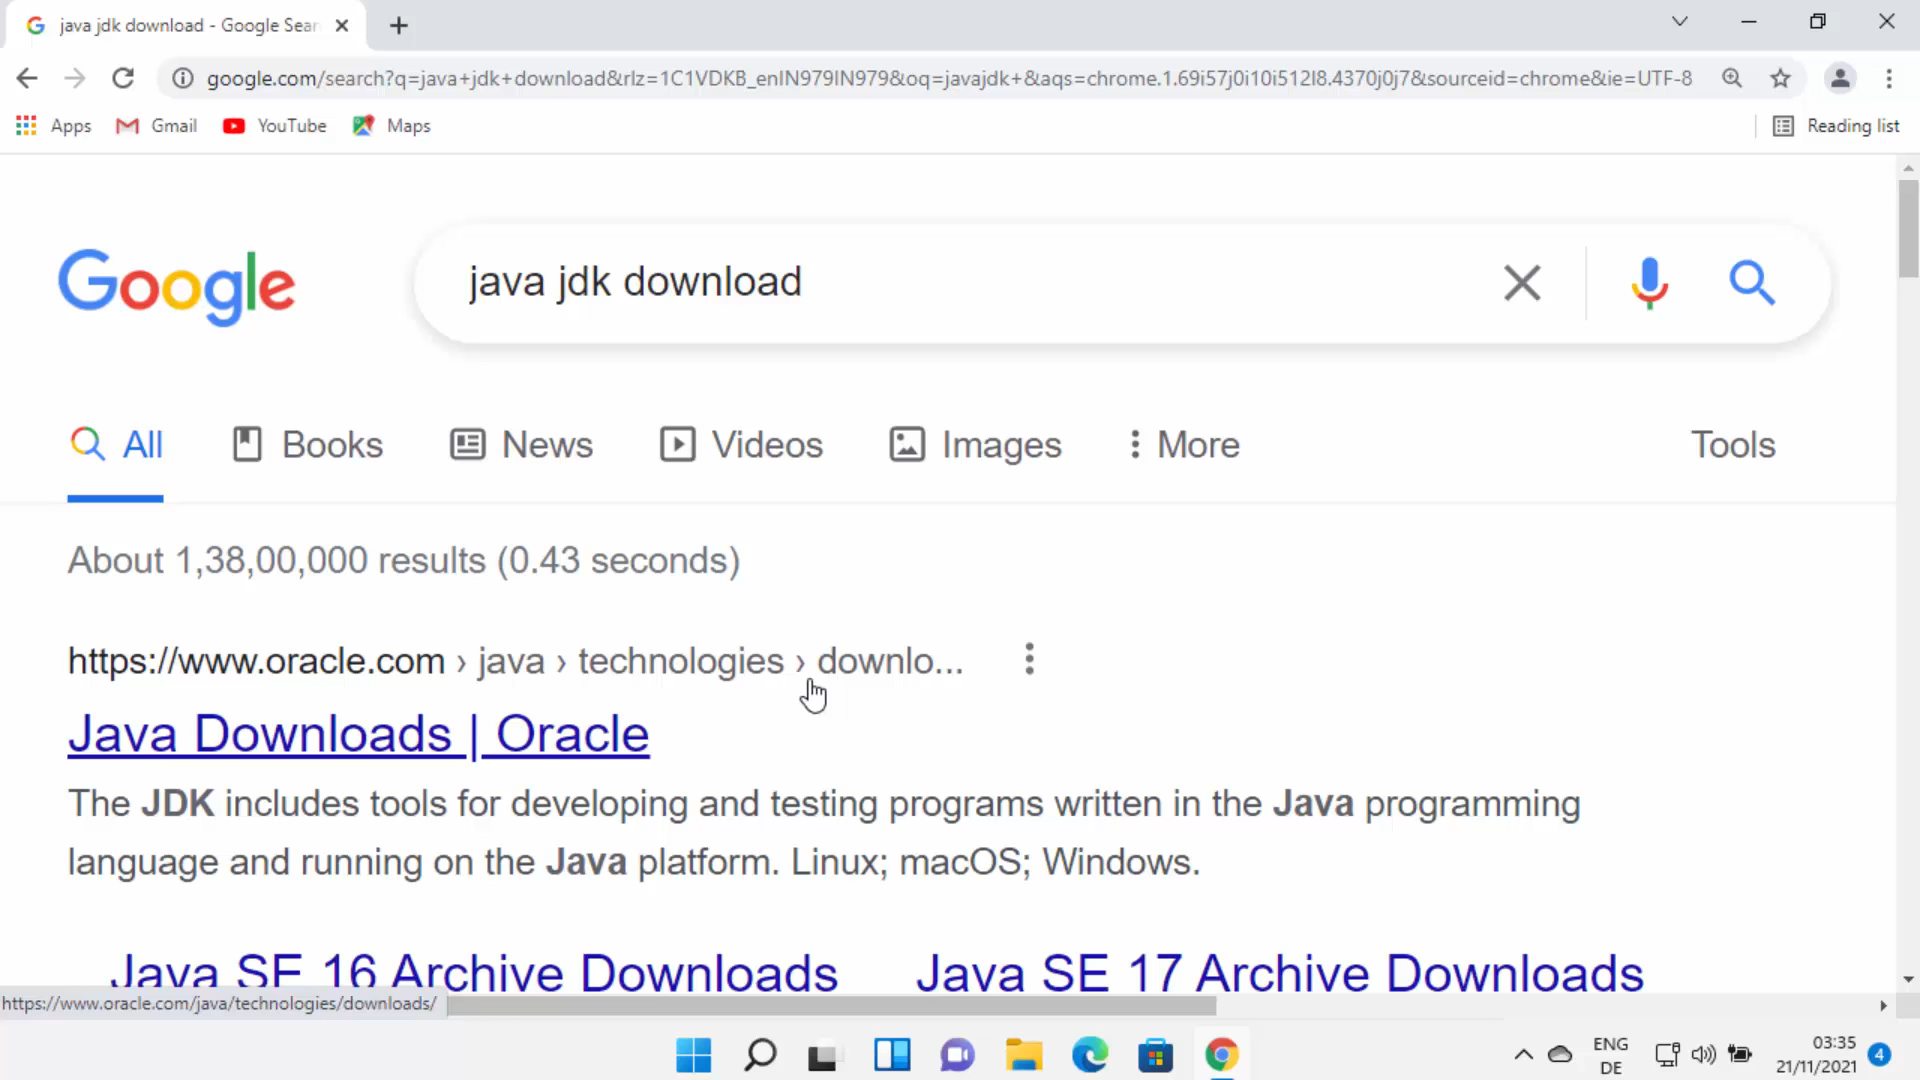 java jdk download - Google Sear
google.com/search?q=java+jdk+download&rlz=1C1VDKB_enIN979IN979&oq=javajdk+&aqs=chrome.1.69i57j0i10i512l8.4370j0j7&sourceid=chrome&ie=UTF-8
Apps Gmail YouTube Maps Reading list
Google java jdk download
All Books News Videos Images More Tools
About 1,38,00,000 results (0.43 seconds)
https://www.oracle.com › java › technologies › downlo...
Java Downloads | Oracle
The JDK includes tools for developing and testing programs written in the Java programming
language and running on the Java platform. Linux; macOS; Windows.
Java SE 16 Archive Downloads Java SE 17 Archive Downloads
https://www.oracle.com/java/technologies/downloads/
ENG 03:35
DE 21/11/2021 4